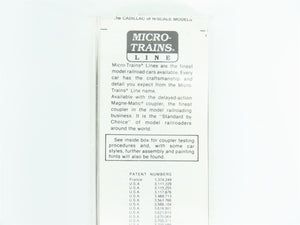 THE CADILLAC OF N-SCALE MODELS
MICRO-
TRAINS®
LINE
Micro-Trains® Lines are the finest
model railroad cars available. Every
car has the craftsmanship and
detail you expect from the Micro-
Trains Line name.
Available with the delayed-action
Magne-Matic® coupler, the finest
coupler in the model railroading
business. It is the "Standard by
Choice" of model railroaders
around the world.
See inside box for coupler testing
procedures and, with some car
styles, further assembly and painting
hints will also be found.
PATENT NUMBERS
France
U.S.A.
U.S.A.
U.S.A.
U.S.A.
U.S.A.
U.S.A.
U.S.A.
U.S.A.
U.S.A.
U.S.A.